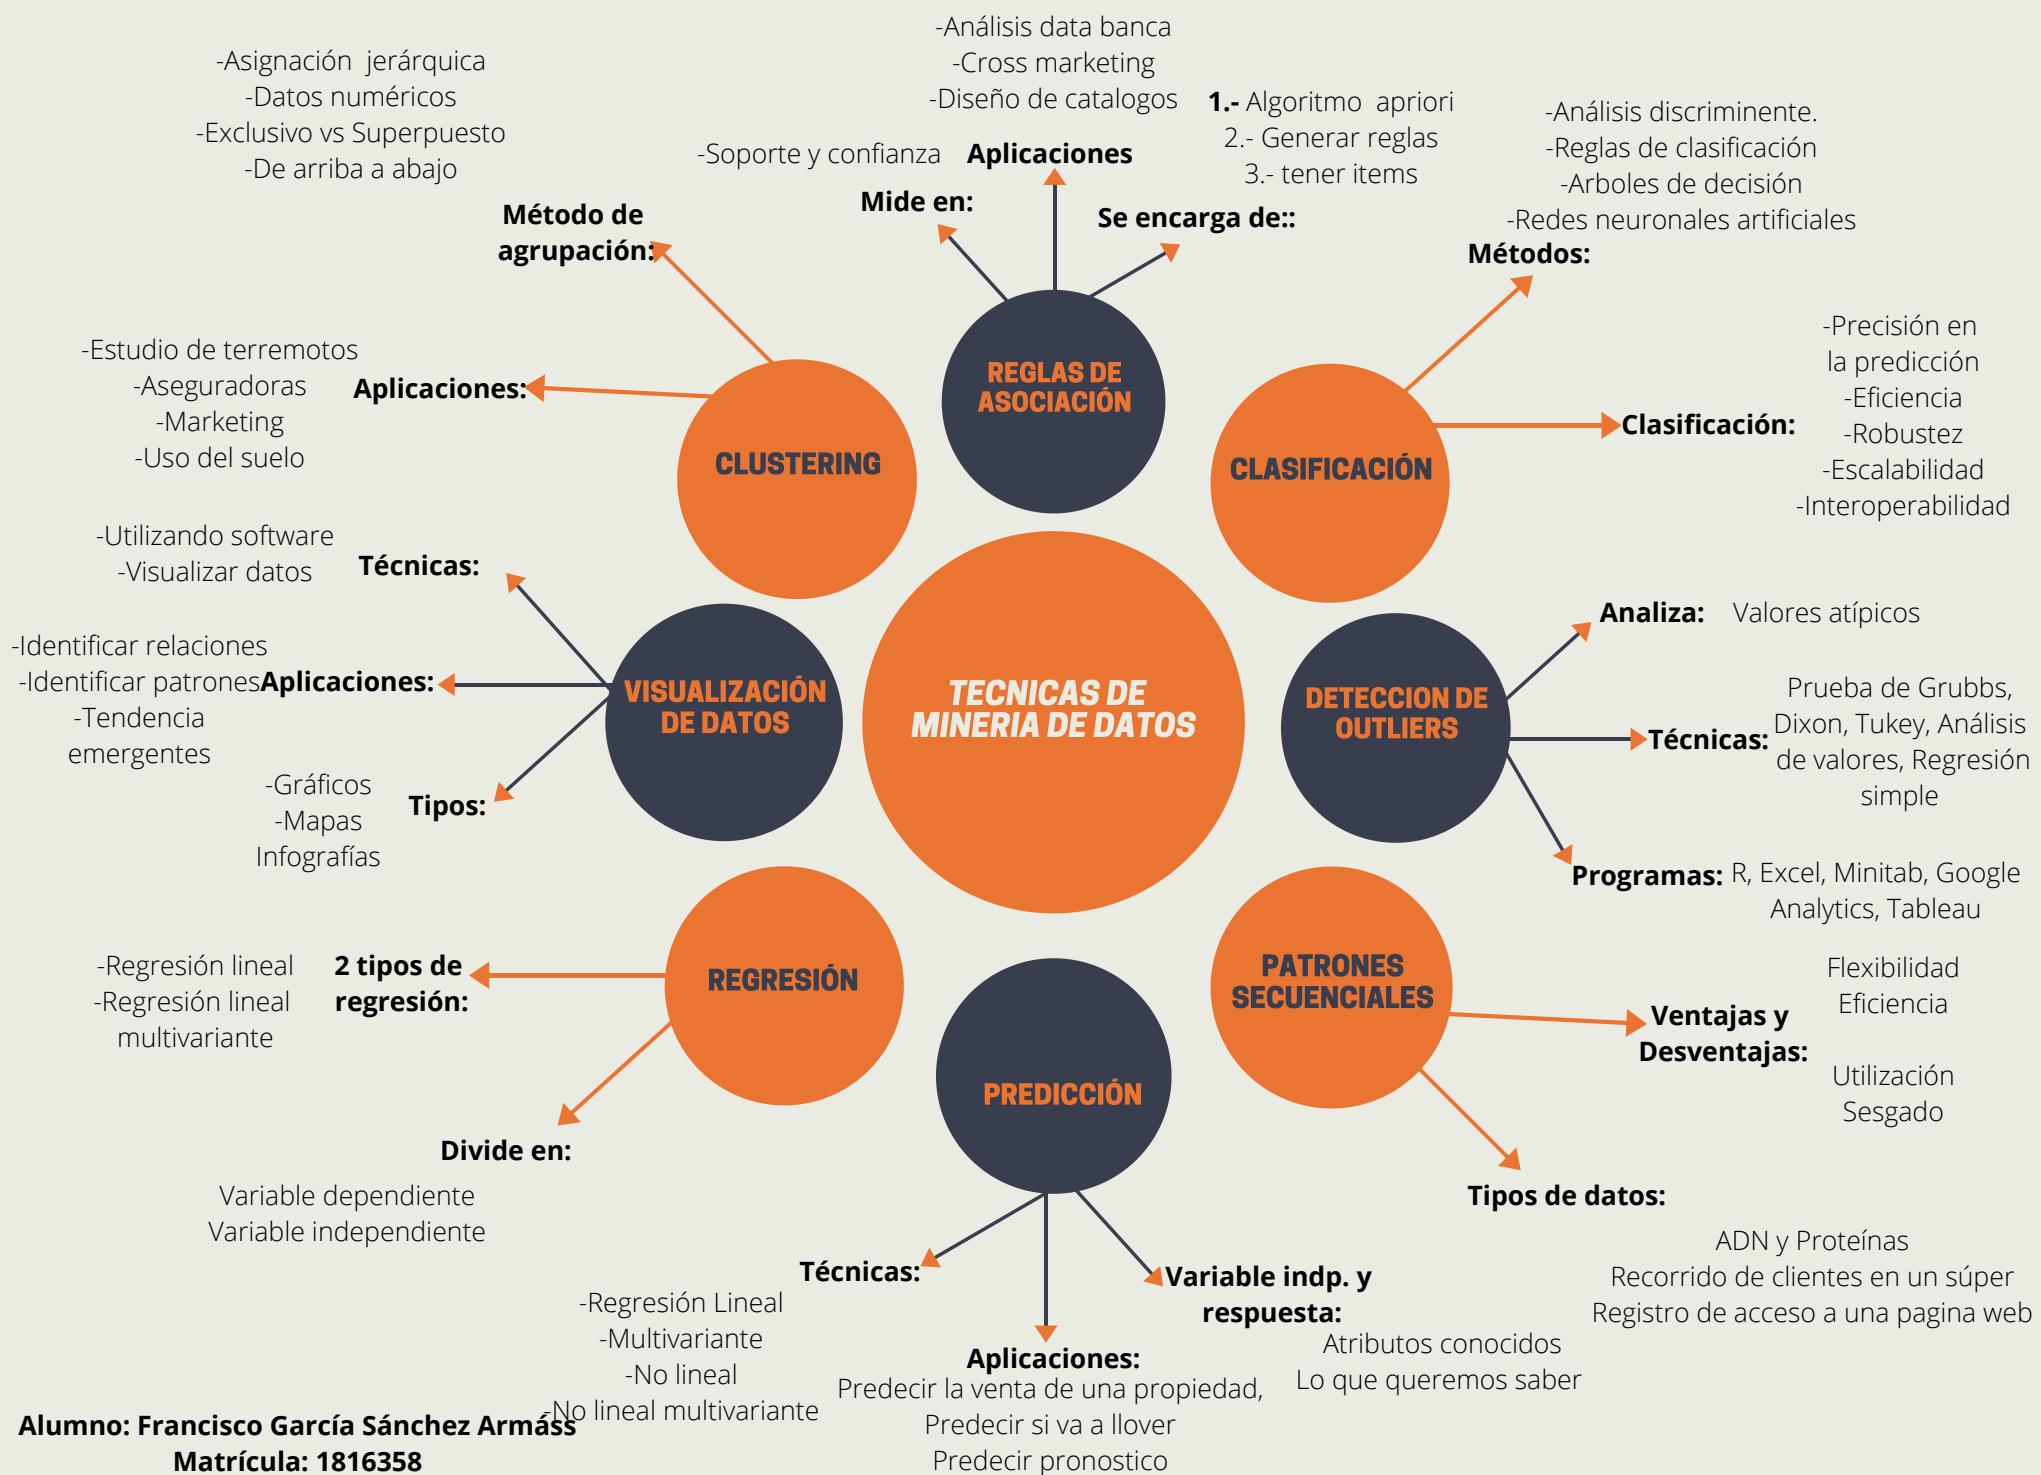 -Análisis data banca
-Cross marketing
-Diseño de catalogos
Aplicaciones
-Soporte y confianza
Mide en:
1.- Algoritmo apriori
2.- Generar reglas
3.- tener items
Se encarga de::
REGLAS DE
ASOCIACIÓN
-Asignación jerárquica
-Datos numéricos
-Exclusivo vs Superpuesto
-De arriba a abajo
Método de
agrupación:
-Estudio de terremotos
-Aseguradoras
-Marketing
-Uso del suelo
Aplicaciones:
CLUSTERING
-Análisis discriminente.
-Reglas de clasificación
-Arboles de decisión
-Redes neuronales artificiales
Métodos:
-Precisión en
la predicción
-Eficiencia
-Robustez
-Escalabilidad
-Interoperabilidad
Clasificación:
CLASIFICACIÓN
-Utilizando software
-Visualizar datos
Técnicas:
-Identificar relaciones
-Identificar patrones
-Tendencia
emergentes
Aplicaciones:
-Gráficos
-Mapas
Infografías
Tipos:
VISUALIZACIÓN
DE DATOS
TECNICAS DE
MINERIA DE DATOS
DETECCION DE
OUTLIERS
Analiza:
Valores atípicos
Técnicas:
Prueba de Grubbs,
Dixon, Tukey, Análisis
de valores, Regresión
simple
Programas:
R, Excel, Minitab, Google
Analytics, Tableau
REGRESIÓN
2 tipos de
regresión:
-Regresión lineal
-Regresión lineal
multivariante
Divide en:
Variable dependiente
Variable independiente
PATRONES
SECUENCIALES
Ventajas y
Desventajas:
Flexibilidad
Eficiencia
Utilización
Sesgado
Tipos de datos:
ADN y Proteínas
Recorrido de clientes en un súper
Registro de acceso a una pagina web
PREDICCIÓN
Técnicas:
-Regresión Lineal
-Multivariante
-No lineal
-No lineal multivariante
Aplicaciones:
Predecir la venta de una propiedad,
Predecir si va a llover
Predecir pronostico
Variable indp. y
respuesta:
Atributos conocidos
Lo que queremos saber
Alumno: Francisco García Sánchez Armáss
Matrícula: 1816358